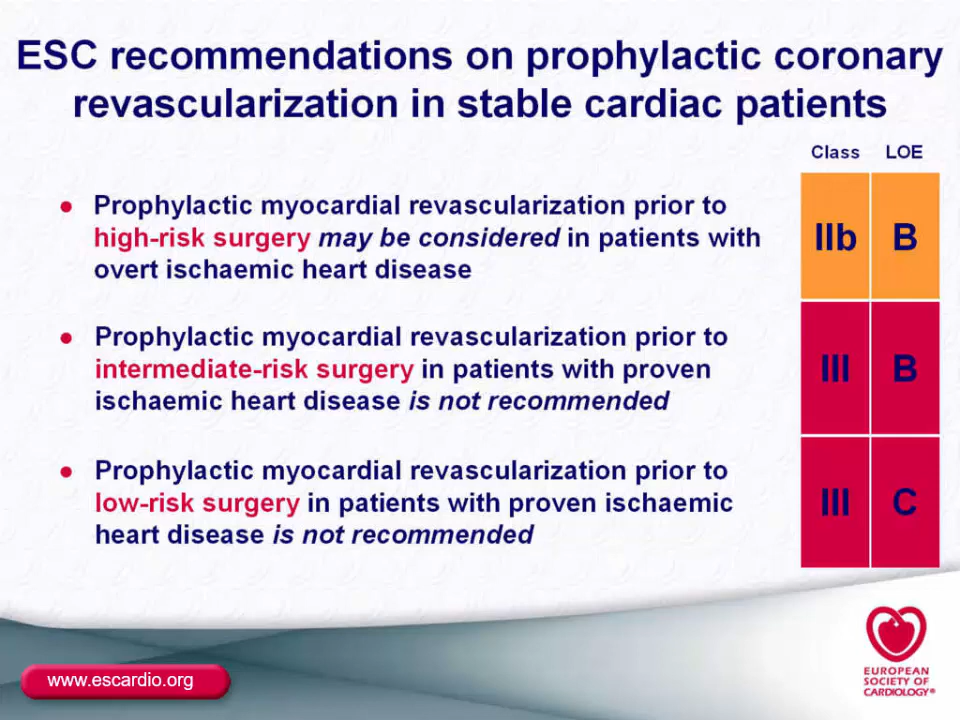 ESC recommendations on prophylactic coronary
revascularization in stable cardiac patients
Class LOE
• Prophylactic myocardial revascularization prior to
high-risk surgery may be considered in patients with
overt ischaemic heart disease
IIb B
• Prophylactic myocardial revascularization prior to
intermediate-risk surgery in patients with proven
ischaemic heart disease is not recommended
III B
• Prophylactic myocardial revascularization prior to
low-risk surgery in patients with proven ischaemic
heart disease is not recommended
III C
www.escardio.org
EUROPEAN
SOCIETY OF
CARDIOLOGY®